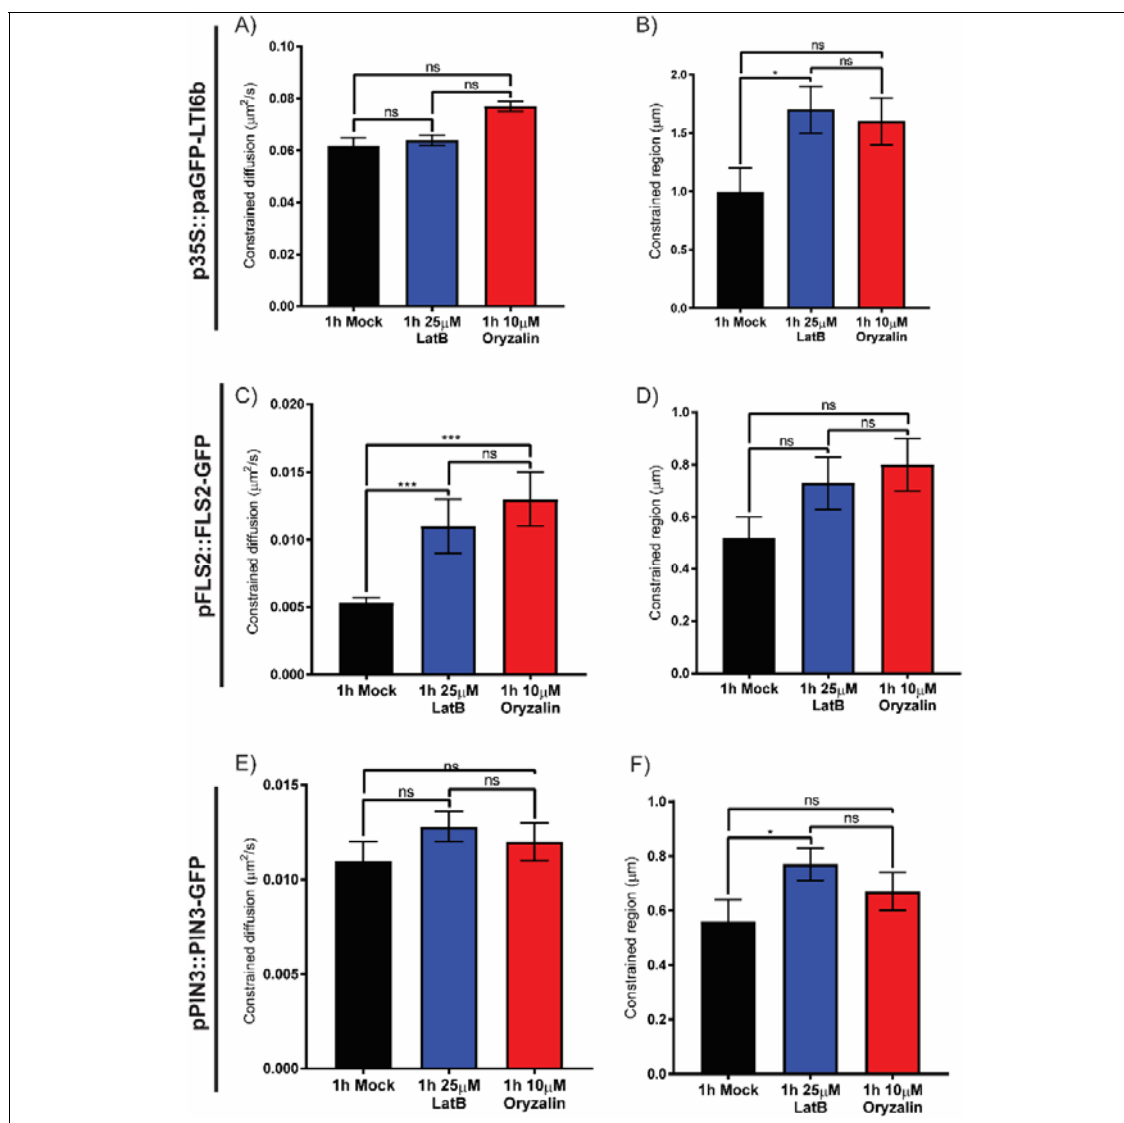 p35S::paGFP-LTI6b
A)
Constrained diffusion (μm²/s)
0.10
0.08
0.06
0.04
0.02
0.00
ns
ns
ns
1h Mock
1h 25μM
LatB
1h 10μM
Oryzalin
B)
Constrained region (μm)
2.0
1.5
1.0
0.5
0.0
ns
*
ns
1h Mock
1h 25μM
LatB
1h 10μM
Oryzalin
pFLS2::FLS2-GFP
C)
Constrained diffusion (μm²/s)
0.020
0.015
0.010
0.005
0.000
***
ns
***
1h Mock
1h 25μM
LatB
1h 10μM
Oryzalin
D)
Constrained region (μm)
1.0
0.8
0.6
0.4
0.2
0.0
ns
ns
ns
1h Mock
1h 25μM
LatB
1h 10μM
Oryzalin
pPIN3::PIN3-GFP
E)
Constrained diffusion (μm²/s)
0.015
0.010
0.005
0.000
ns
ns
ns
1h Mock
1h 25μM
LatB
1h 10μM
Oryzalin
F)
Constrained region (μm)
1.0
0.8
0.6
0.4
0.2
0.0
ns
*
ns
1h Mock
1h 25μM
LatB
1h 10μM
Oryzalin